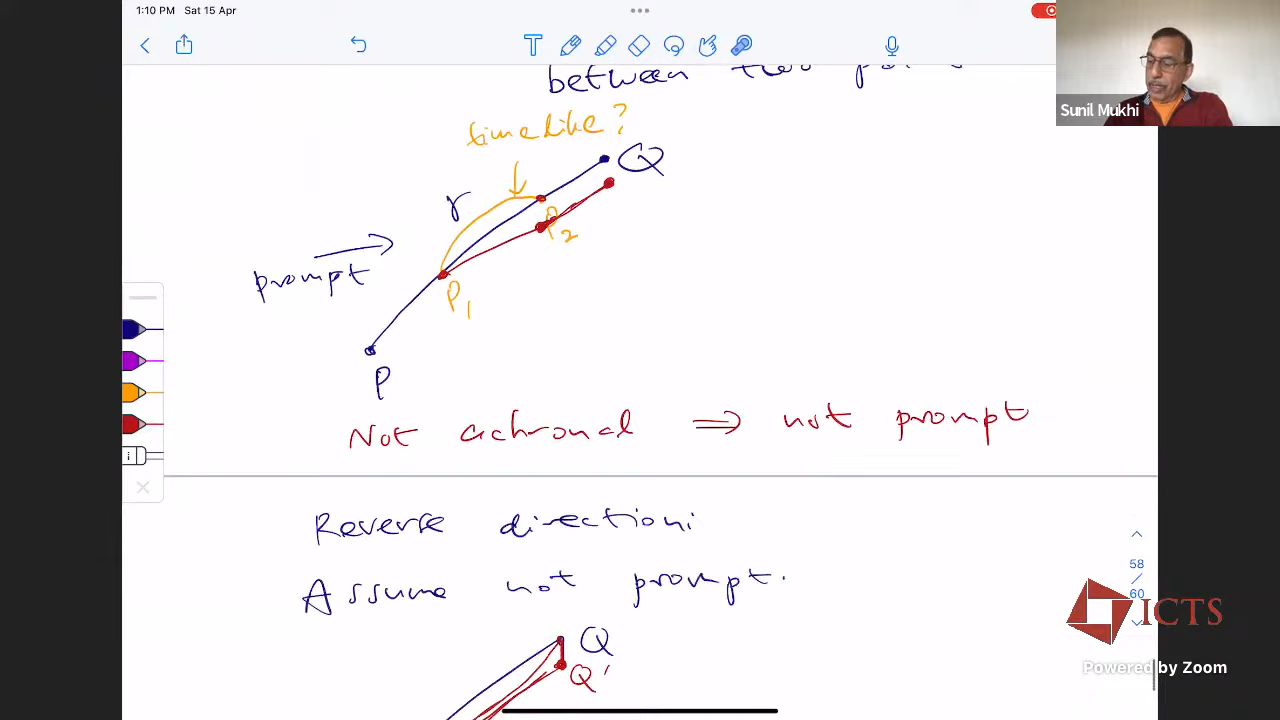 1:10 PM Sat 15 Apr
between two
Sunil Mukhi
timelike?
Q
γ
P2
prompt
P1
P
Not achronal ⇒ not prompt
Reverse direction:
Assume not prompt.
58
/
60
ICTS
Q
Q'
Powered by Zoom